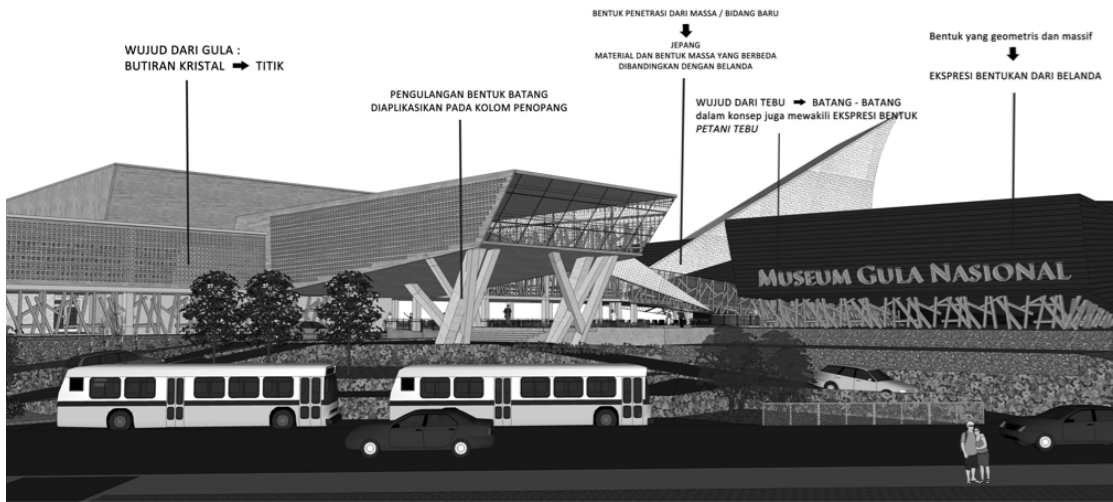 WUJUD DARI GULA :
BUTIRAN KRISTAL ➡ TITIK
PENGULANGAN BENTUK BATANG
DIAPLIKASIKAN PADA KOLOM PENOPANG
BENTUK PENETRASI DARI MASSA / BIDANG BARU
JEPANG
MATERIAL DAN BENTUK MASSA YANG BERBEDA
DIBANDINGKAN DENGAN BELANDA
WUJUD DARI TEBU ➡ BATANG - BATANG
dalam konsep juga mewakili EKSPRESI BENTUK
PETANI TEBU
Bentuk yang geometris dan massif
EKSPRESI BENTUKAN DARI BELANDA
MUSEUM GULA NASIONAL